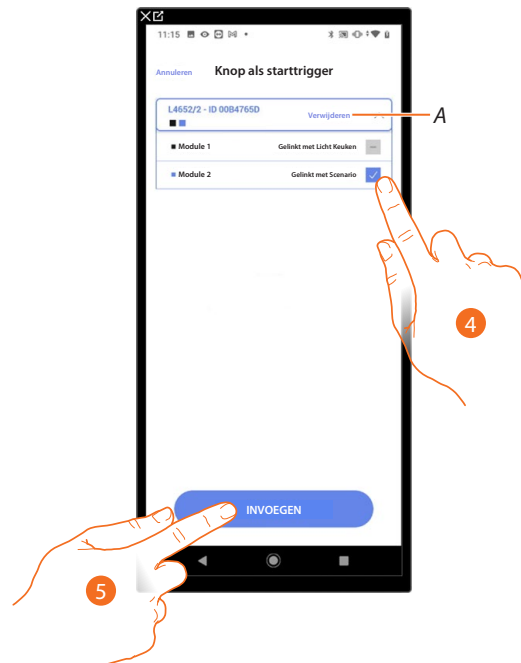 11:15
Annuleren Knop als starttrigger
L4652/2 - ID 00B4765D
Verwijderen
A
Module 1 Gelinkt met Licht Keuken
Module 2 Gelinkt met Scenario
4
INVOEGEN
5